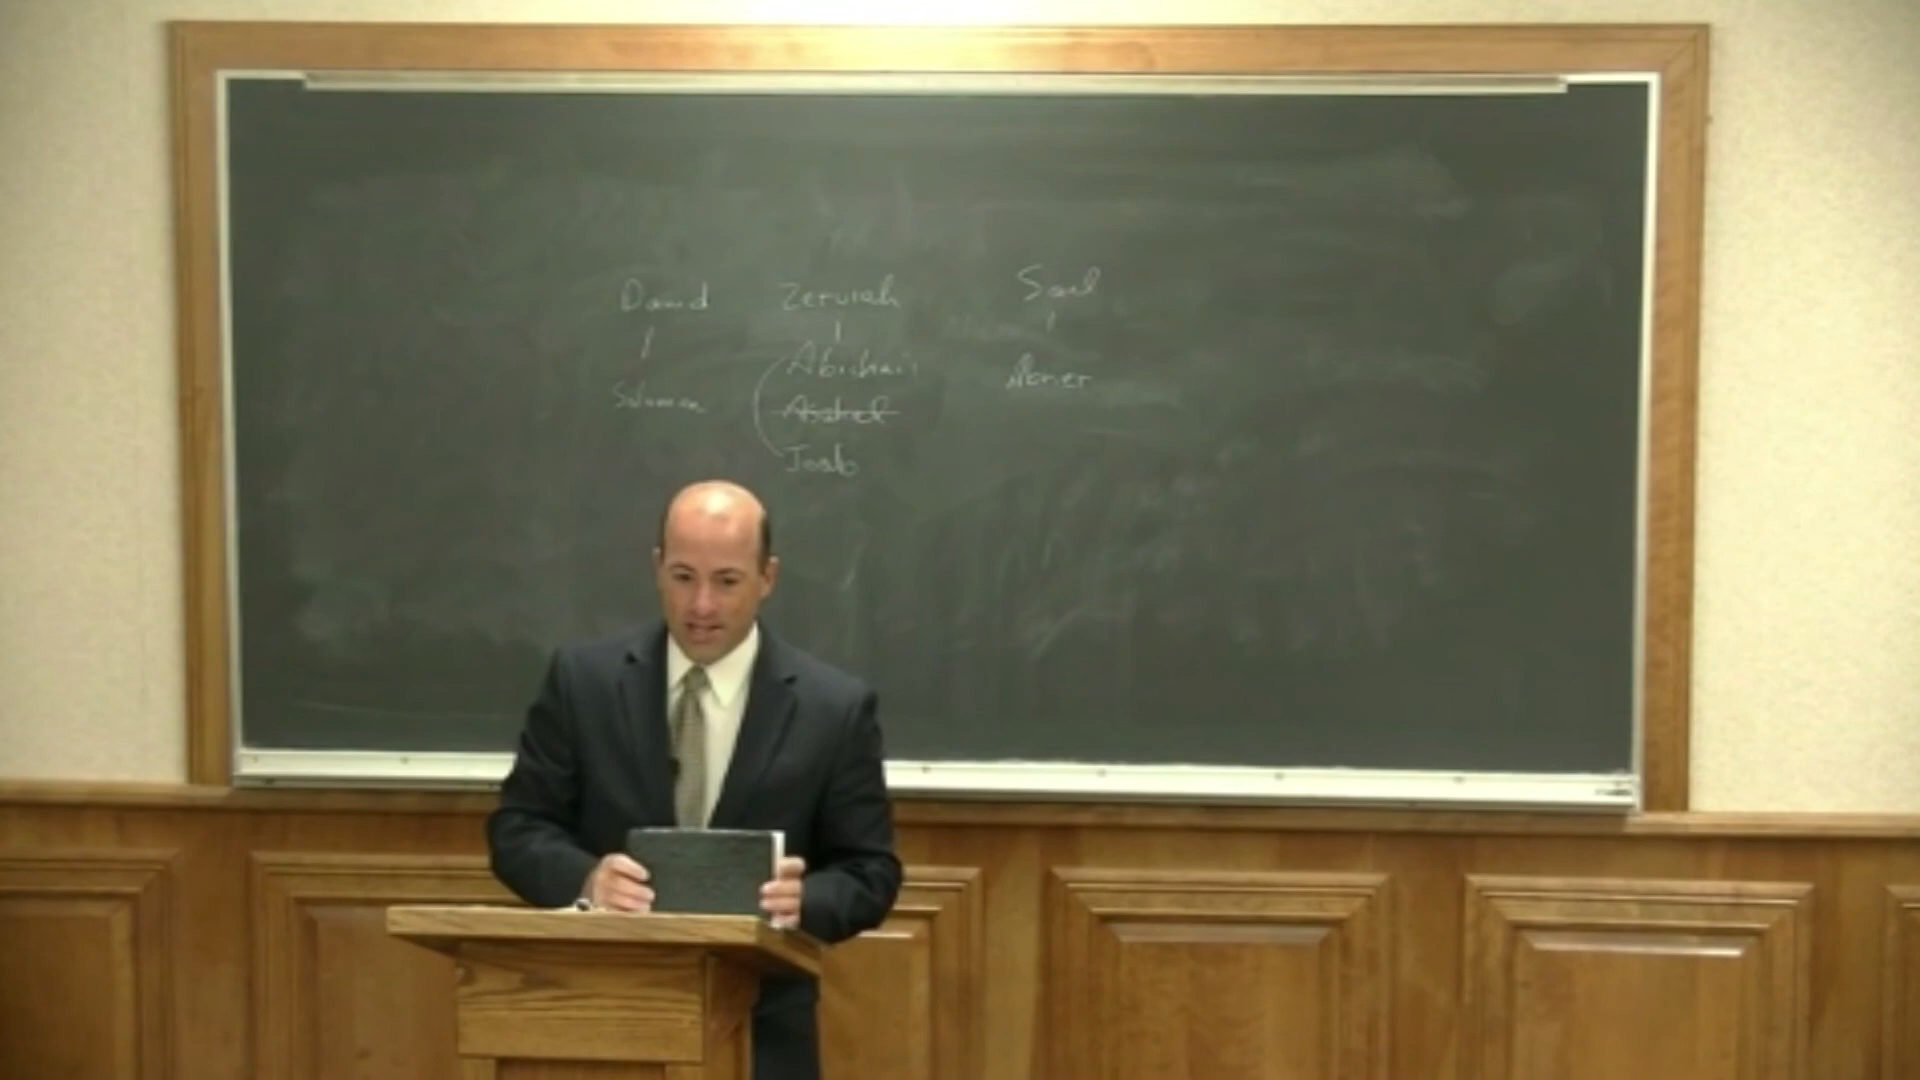 David Zeruiah Saul
Abishai
Abner
Solomon
Asahel
Joab